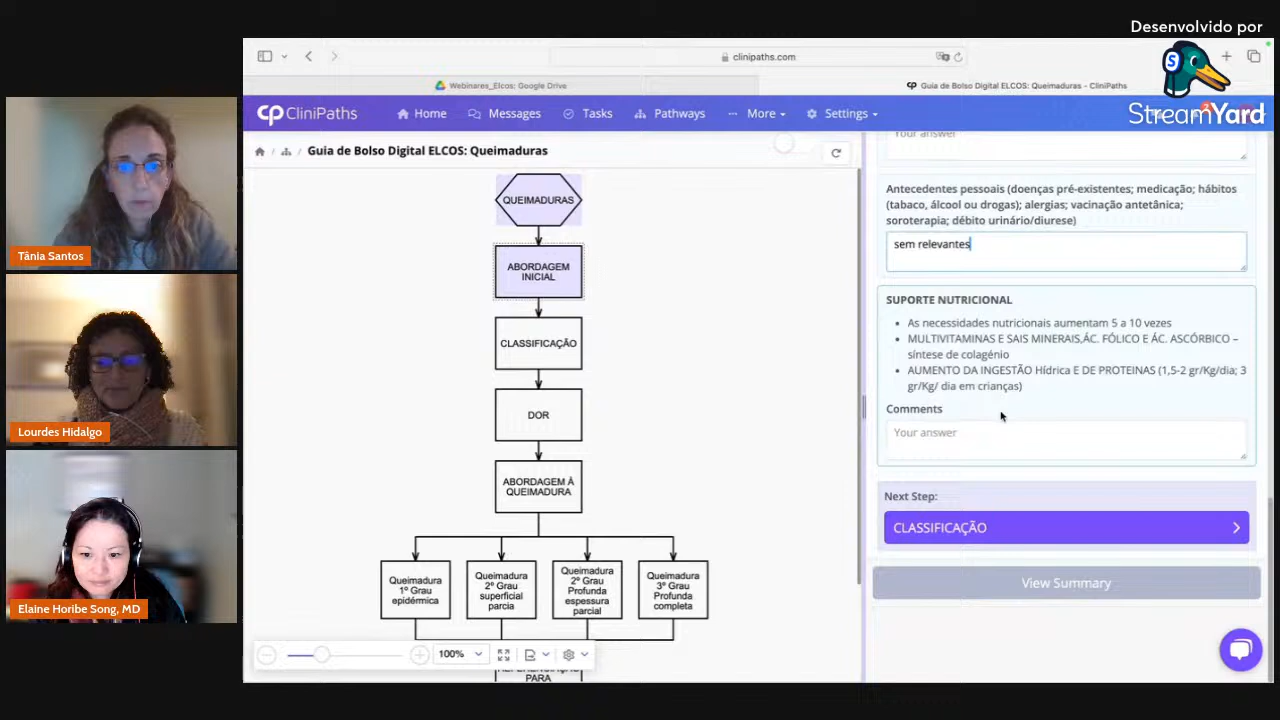 Desenvolvido por
StreamYard
clinipaths.com
Webinares_Elcos: Google Drive
Guia de Bolso Digital ELCOS: Queimaduras - CliniPaths
CliniPaths
Home
Messages
Tasks
Pathways
More
Settings
Guia de Bolso Digital ELCOS: Queimaduras
Tânia Santos
Lourdes Hidalgo
Elaine Horibe Song, MD
QUEIMADURAS
ABORDAGEM
INICIAL
CLASSIFICAÇÃO
DOR
ABORDAGEM À
QUEIMADURA
Queimadura
1º Grau
epidérmica
Queimadura
2º Grau
superficial
parcia
Queimadura
2º Grau
Profunda
espessura
parcial
Queimadura
3º Grau
Profunda
completa
REFERENCIAÇÃO
PARA
100%
Your answer
Antecedentes pessoais (doenças pré-existentes; medicação; hábitos
(tabaco, álcool ou drogas); alergias; vacinação antetânica;
soroterapia; débito urinário/diurese)
sem relevantes
SUPORTE NUTRICIONAL
As necessidades nutricionais aumentam 5 a 10 vezes
MULTIVITAMINAS E SAIS MINERAIS,ÁC. FÓLICO E ÁC. ASCÓRBICO –
síntese de colagénio
AUMENTO DA INGESTÃO Hídrica E DE PROTEINAS (1,5-2 gr/Kg/dia; 3
gr/Kg/ dia em crianças)
Comments
Your answer
Next Step:
CLASSIFICAÇÃO
View Summary